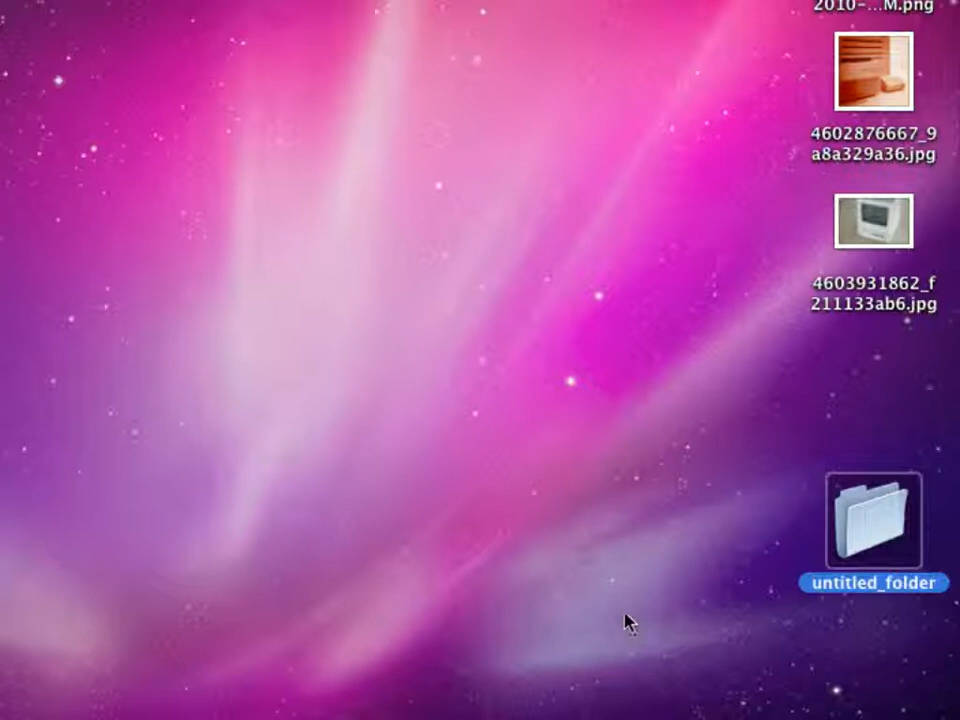 2010-...M.png
4602876667_9
a8a329a36.jpg
4603931862_f
211133ab6.jpg
untitled_folder